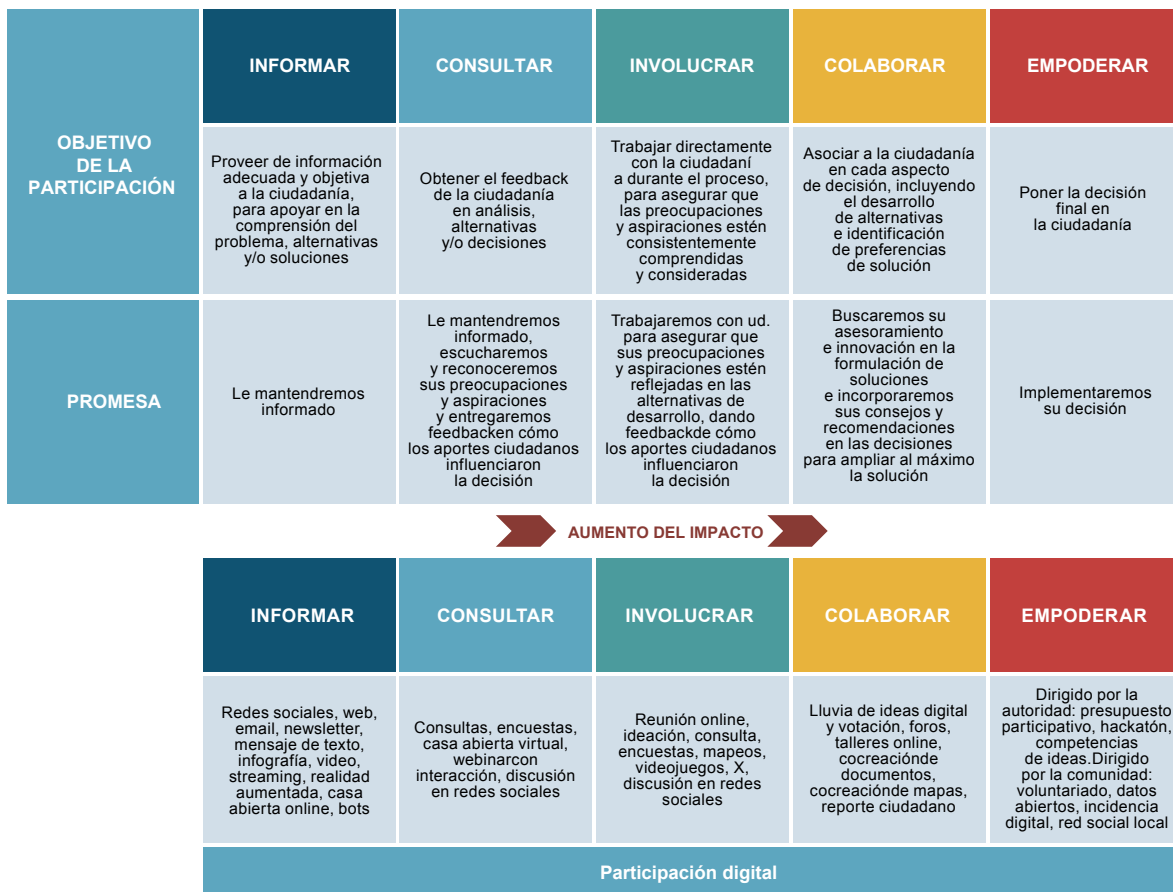 OBJETIVO
DE LA
PARTICIPACIÓN
INFORMAR
CONSULTAR
INVOLUCRAR
COLABORAR
EMPODERAR
Proveer de información
adecuada y objetiva
a la ciudadanía,
para apoyar en la
comprensión del
problema, alternativas
y/o soluciones
Obtener el feedback
de la ciudadanía
en análisis,
alternativas
y/o decisiones
Trabajar directamente
con la ciudadaní
a durante el proceso,
para asegurar que
las preocupaciones
y aspiraciones estén
consistentemente
comprendidas
y consideradas
Asociar a la ciudadanía
en cada aspecto
de decisión, incluyendo
el desarrollo
de alternativas
e identificación
de preferencias
de solución
Poner la decisión
final en
la ciudadanía
PROMESA
Le mantendremos
informado
Le mantendremos
informado,
escucharemos
y reconoceremos
sus preocupaciones
y aspiraciones
y entregaremos
feedbacken cómo
los aportes ciudadanos
influenciaron
la decisión
Trabajaremos con ud.
para asegurar que
sus preocupaciones
y aspiraciones estén
reflejadas en las
alternativas de
desarrollo, dando
feedbackde cómo
los aportes ciudadanos
influenciaron
la decisión
Buscaremos su
asesoramiento
e innovación en la
formulación de
soluciones
e incorporaremos
sus consejos y
recomendaciones
en las decisiones
para ampliar al máximo
la solución
Implementaremos
su decisión
AUMENTO DEL IMPACTO
INFORMAR
CONSULTAR
INVOLUCRAR
COLABORAR
EMPODERAR
Redes sociales, web,
email, newsletter,
mensaje de texto,
infografía, video,
streaming, realidad
aumentada, casa
abierta online, bots
Consultas, encuestas,
casa abierta virtual,
webinarcon
interacción, discusión
en redes sociales
Reunión online,
ideación, consulta,
encuestas, mapeos,
videojuegos, X,
discusión en redes
sociales
Lluvia de ideas digital
y votación, foros,
talleres online,
cocreaciónde
documentos,
cocreaciónde mapas,
reporte ciudadano
Dirigido por la
autoridad: presupuesto
participativo, hackatón,
competencias
de ideas.Dirigido
por la comunidad:
voluntariado, datos
abiertos, incidencia
digital, red social local
Participación digital